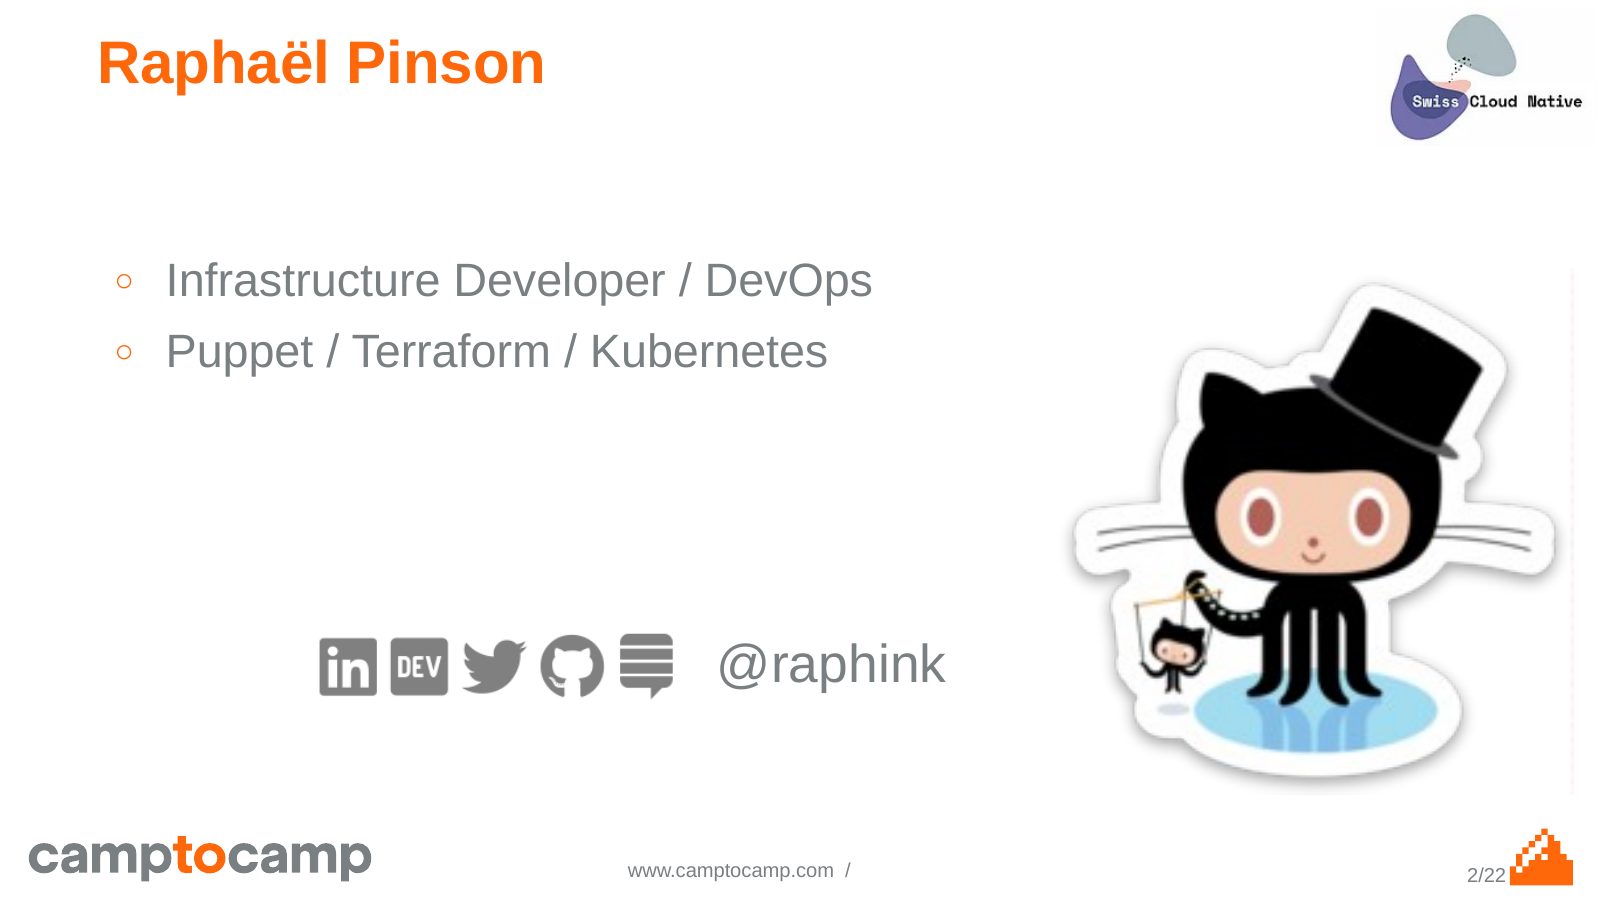 Raphaël Pinson
Swiss Cloud Native
Infrastructure Developer / DevOps
Puppet / Terraform / Kubernetes
in DEV @raphink
camptocamp
www.camptocamp.com /
2/22